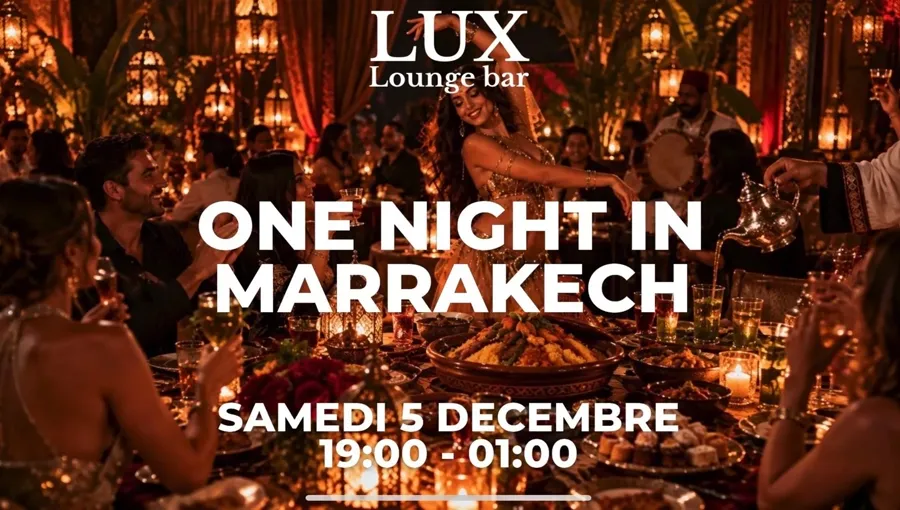 LUX
Lounge bar
ONE NIGHT IN
MARRAKECH
SAMEDI 5 DECEMBRE
19:00 - 01:00